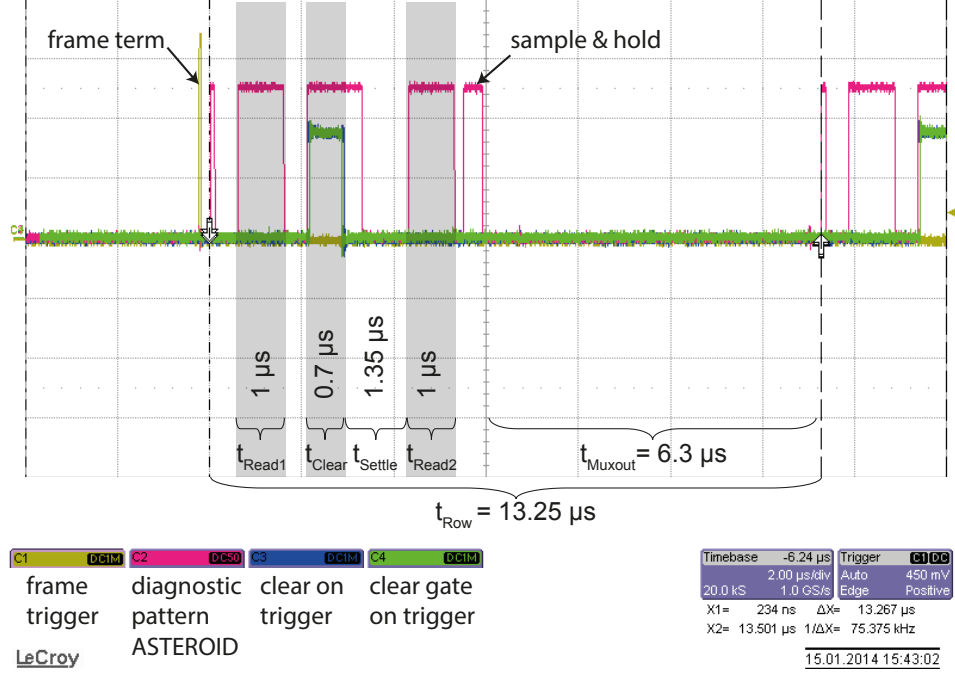 frame term
sample & hold
C2
1 µs
0.7 µs
1.35 µs
1 µs
tRead1
tClear
tSettle
tRead2
tMuxout = 6.3 µs
tRow = 13.25 µs
C1 DC1M
C2 DC50
C3 DC1M
C4 DC1M
frame
trigger
diagnostic
pattern
ASTEROID
clear on
trigger
clear gate
on trigger
LeCroy
Timebase -6.24 µs
2.00 µs/div
20.0 kS 1.0 GS/s
Trigger C1 DC
Auto 450 mV
Edge Positive
X1= 234 ns ΔX= 13.267 µs
X2= 13.501 µs 1/ΔX= 75.375 kHz
15.01.2014 15:43:02